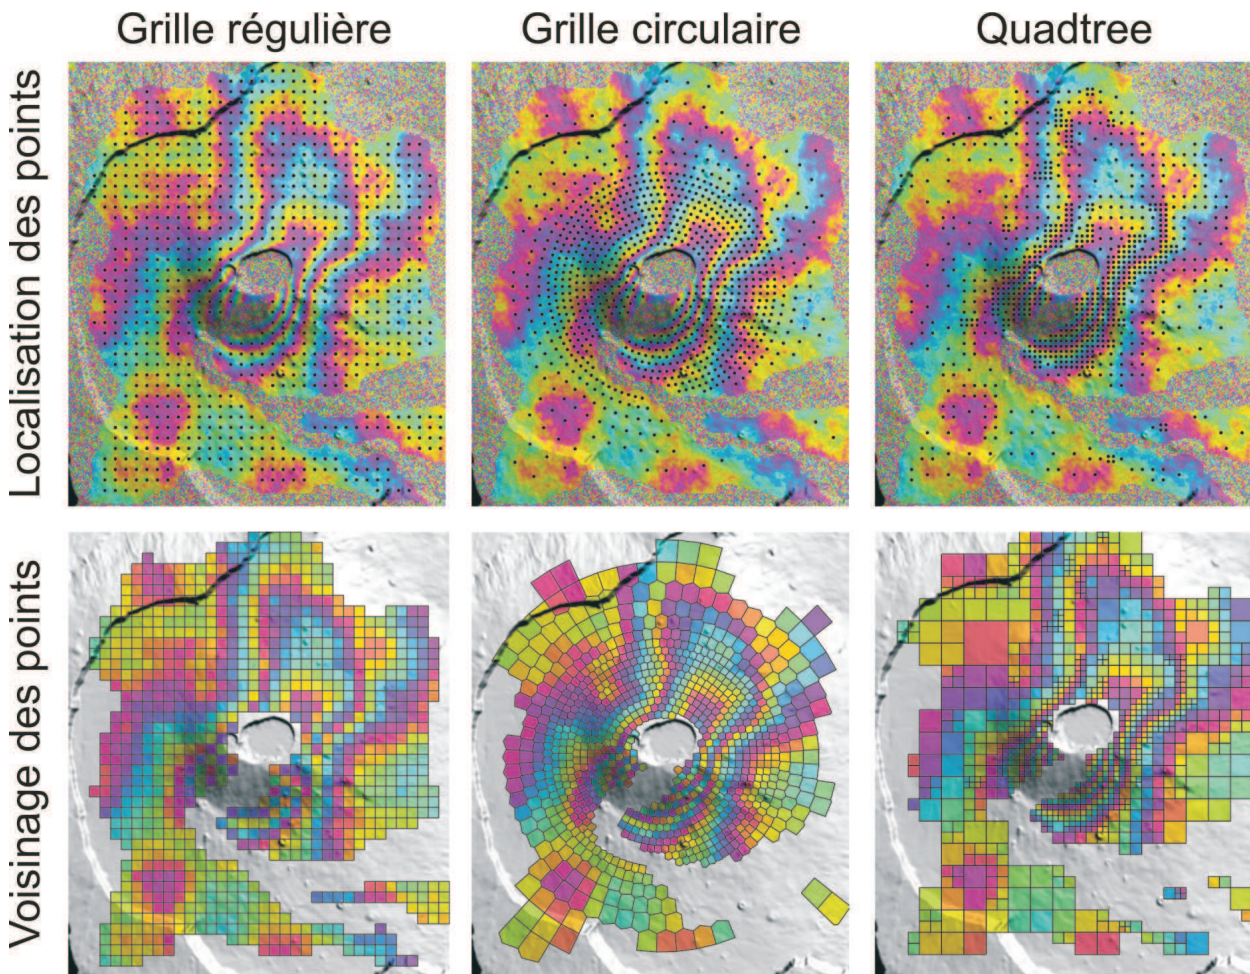 Grille régulière
Grille circulaire
Quadtree
Localisation des points
Voisinage des points